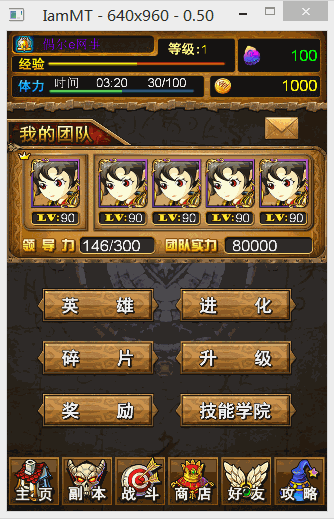 IamMT - 640x960 - 0.50
等级:1
100
经验
体力 时间 03:20 30/100
1000
我的团队
LV:90 LV:90 LV:90 LV:90 LV:90
领导力 146/300 团队实力 80000
英雄 进化
碎片 升级
奖励 技能学院
主页 副本 战斗 商店 好友 攻略